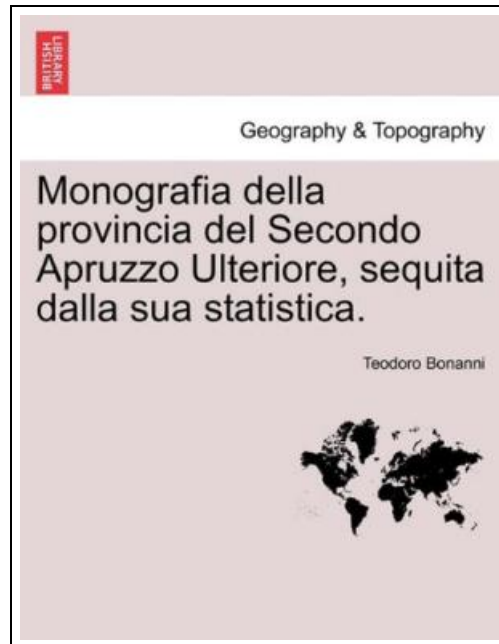 BRITISH
LIBRARY
Geography & Topography
Monografia della
provincia del Secondo
Apruzzo Ulteriore, sequita
dalla sua statistica.
Teodoro Bonanni